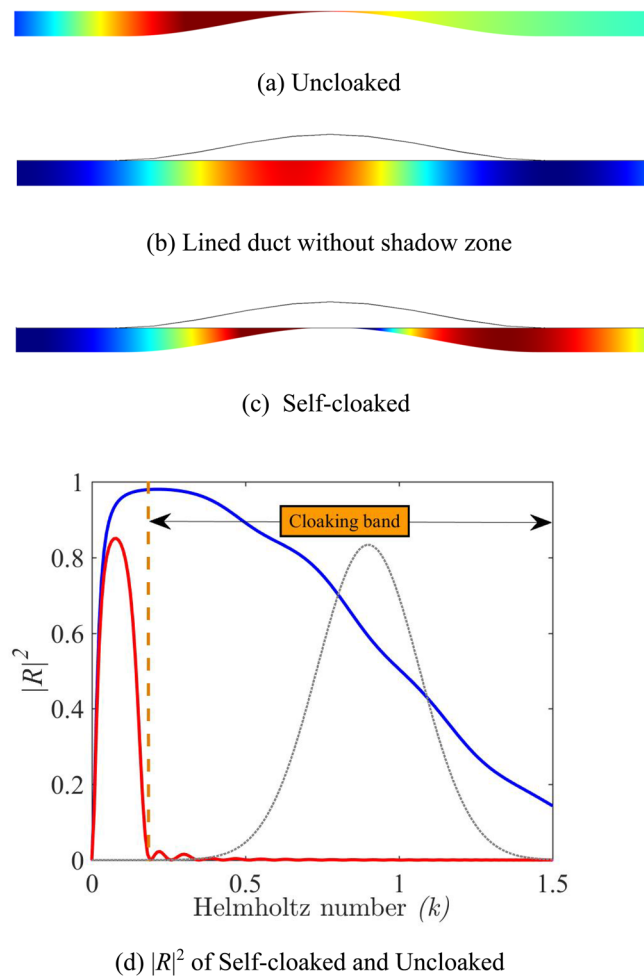 (a) Uncloaked
(b) Lined duct without shadow zone
(c) Self-cloaked
1
Cloaking band
0.8
0.6
|R|²
0.4
0.2
0
0 0.5 1 1.5
Helmholtz number (k)
(d) |R|² of Self-cloaked and Uncloaked